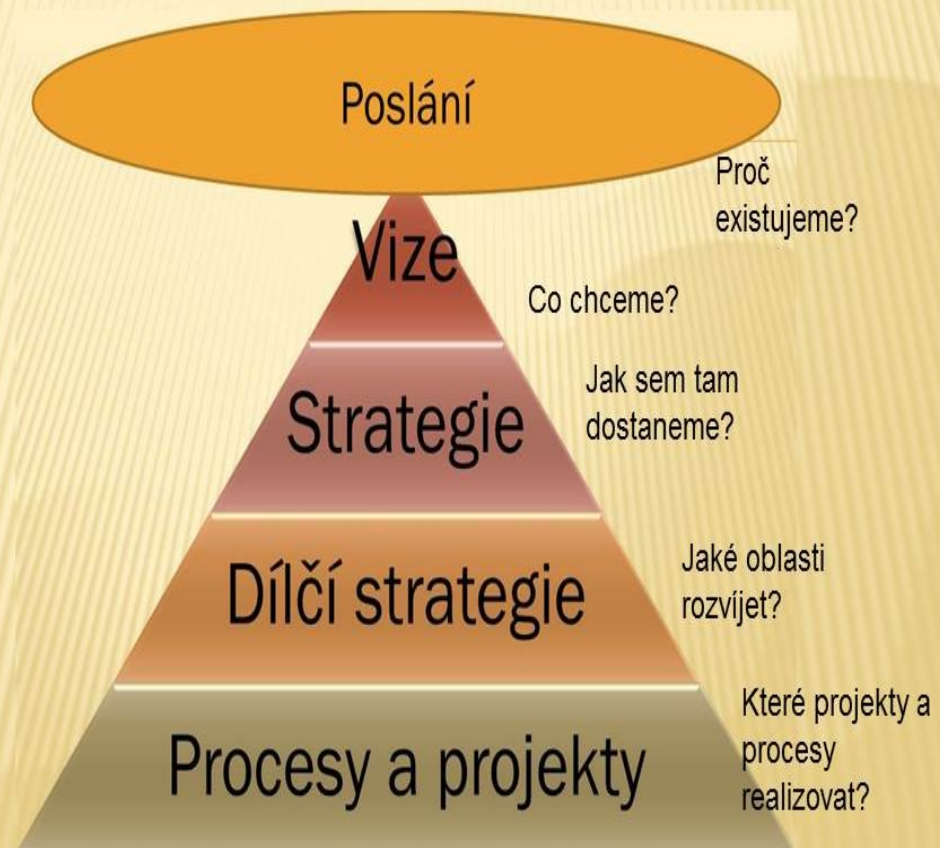 Poslání
Proč
existujeme?
Vize
Co chceme?
Strategie
Jak sem tam
dostaneme?
Dílčí strategie
Jaké oblasti
rozvíjet?
Procesy a projekty
Které projekty a
procesy
realizovat?